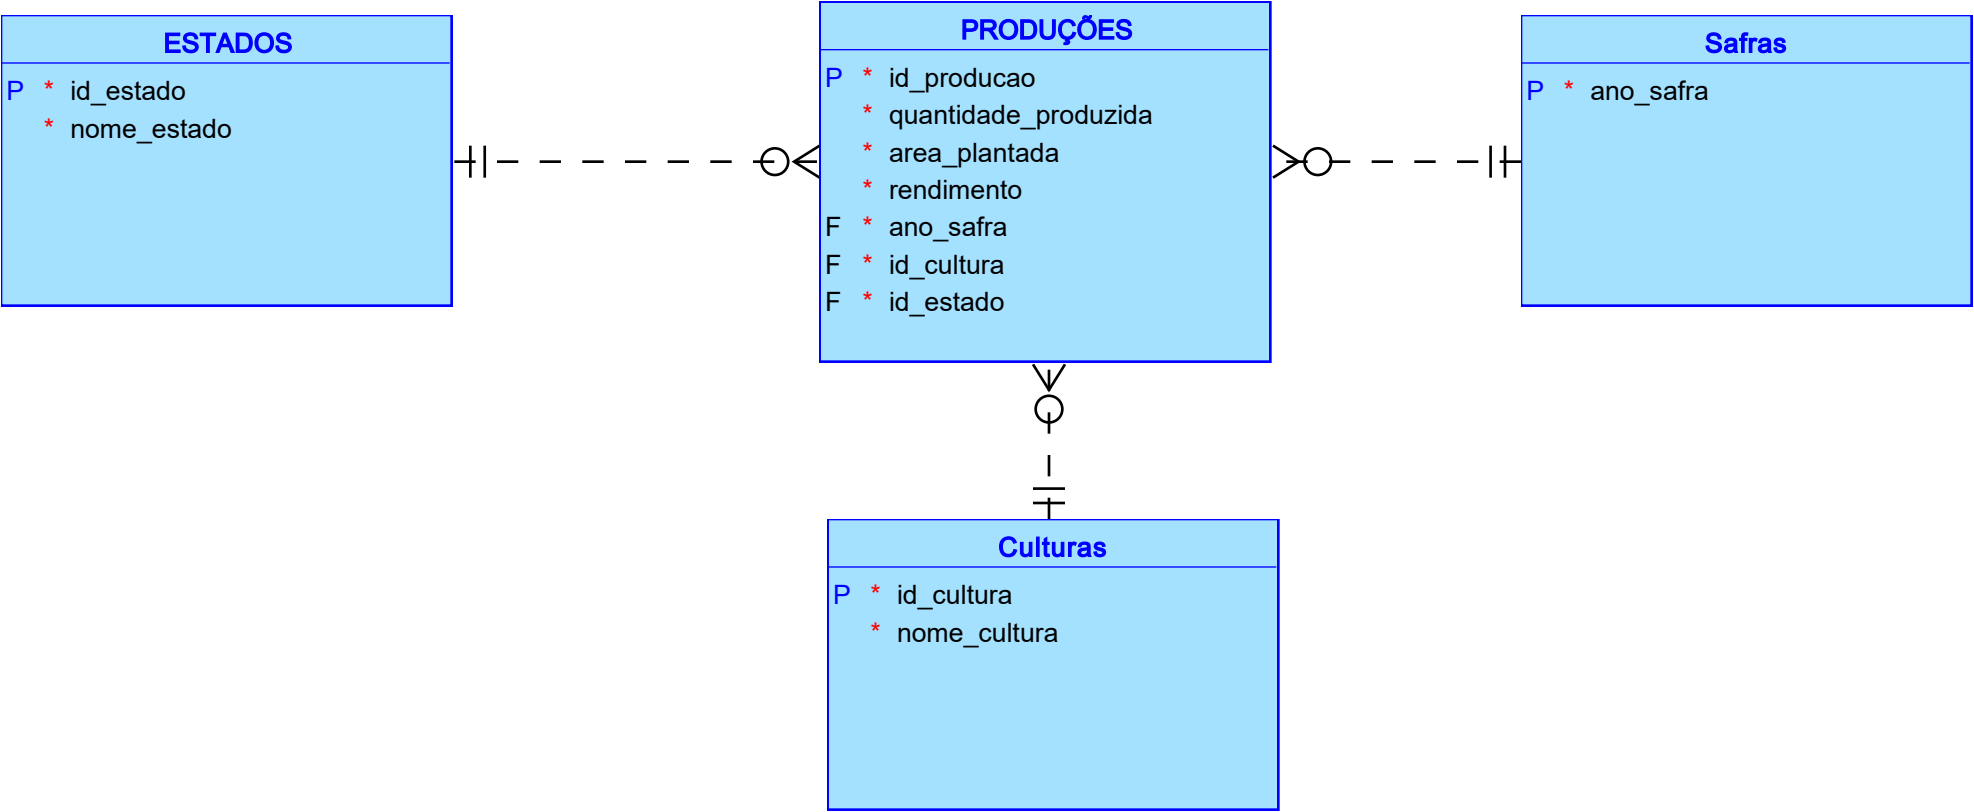 ESTADOS
P * id_estado
* nome_estado
PRODUÇÕES
P * id_producao
* quantidade_produzida
* area_plantada
* rendimento
F * ano_safra
F * id_cultura
F * id_estado
Safras
P * ano_safra
Culturas
P * id_cultura
* nome_cultura